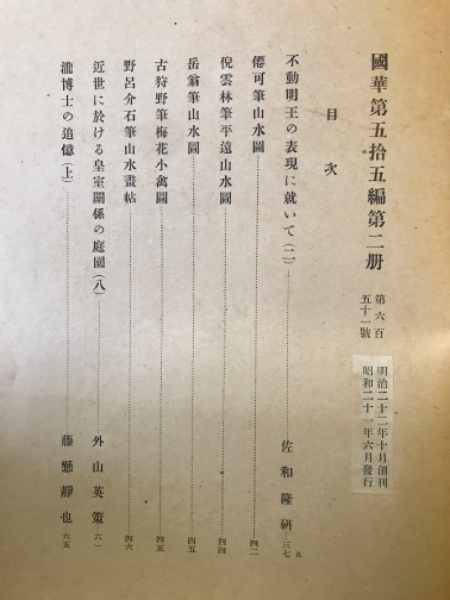 國華第五拾五編第二册
第六百
五十一號
明治二十二年十月創刊
昭和二十一年六月發行
目次
頁
不動明王の表現に就いて(二)…佐和隆研…三七
僊可筆山水圖…四二
倪雲林筆平遠山水圖…四四
岳翁筆山水圖…四五
古狩野筆梅花小禽圖…四五
野呂介石筆山水畫帖…四六
近世に於ける皇室關係の庭園(八)…外山英策…六一
瀧博士の追憶(上)…藤懸靜也…六五